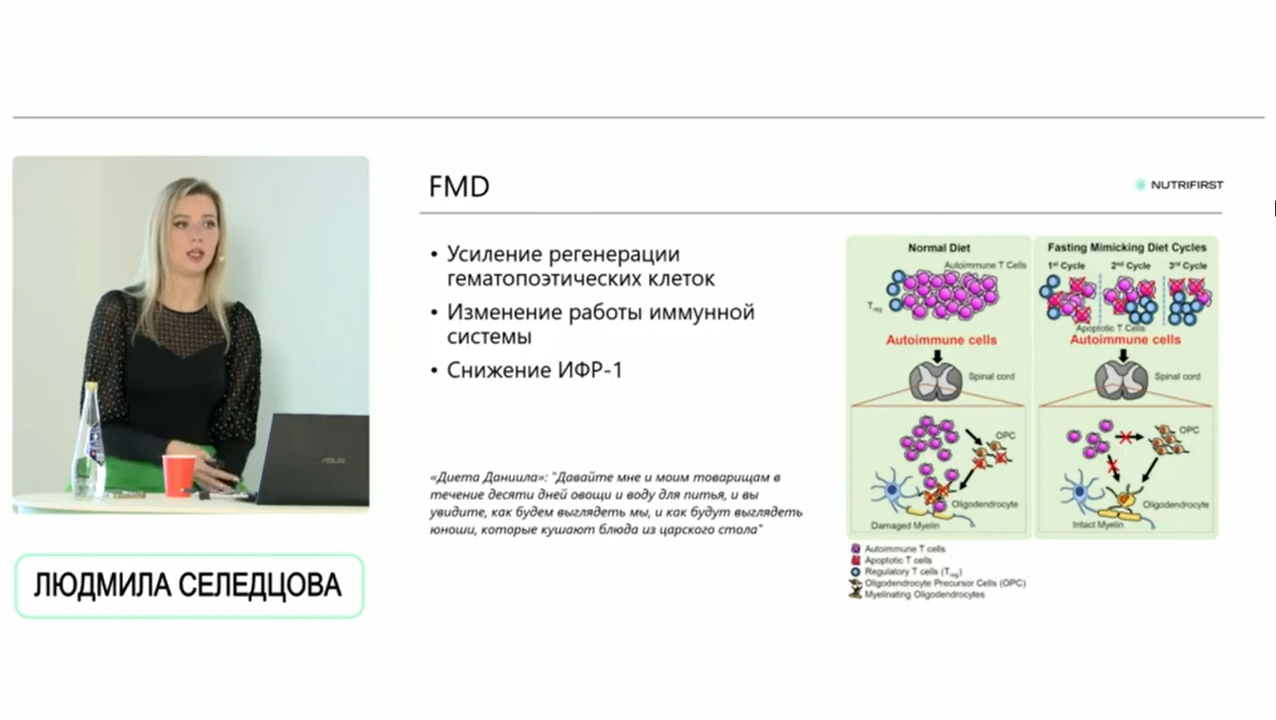 FMD
NUTRIFIRST
• Усиление регенерации
гематопоэтических клеток
• Изменение работы иммунной
системы
• Снижение ИФР-1
«Диета Даниила»: "Давайте мне и моим товарищам в
течение десяти дней овощи и воду для питья, и вы
увидите, как будем выглядеть мы, и как будут выглядеть
юноши, которые кушают блюда из царского стола"
Normal Diet
Autoimmune T Cells
Treg
Autoimmune cells
Spinal cord
OPC
Oligodendrocyte
Damaged Myelin
Fasting Mimicking Diet Cycles
1st Cycle 2nd Cycle 3rd Cycle
Apoptotic T Cells
Autoimmune cells
Spinal cord
OPC
Oligodendrocyte
Intact Myelin
Autoimmune T cells
Apoptotic T cells
Regulatory T cells (Treg)
Oligodendrocyte Precursor Cells (OPC)
Myelinating Oligodendrocytes
ASUS
ЛЮДМИЛА СЕЛЕДЦОВА